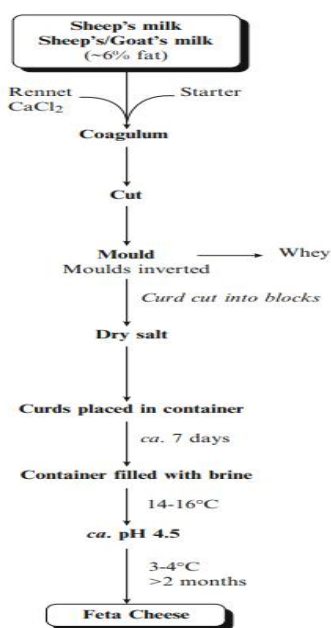 Sheep's milk
Sheep's/Goat's milk
(~6% fat)
Rennet
CaCl2
Starter
Coagulum
Cut
Mould
Whey
Moulds inverted
Curd cut into blocks
Dry salt
Curds placed in container
ca. 7 days
Container filled with brine
14-16°C
ca. pH 4.5
3-4°C
>2 months
Feta Cheese